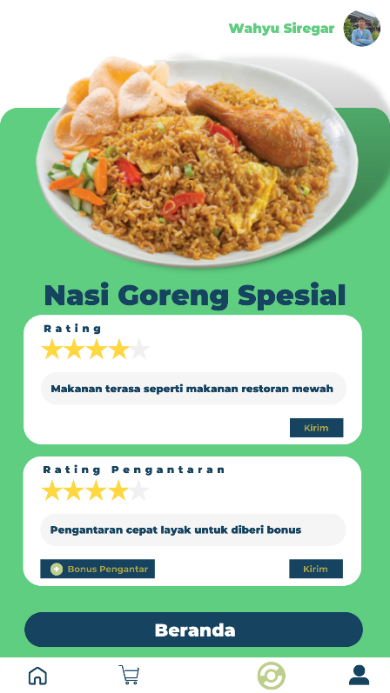 Wahyu Siregar
Nasi Goreng Spesial
Rating
Makanan terasa seperti makanan restoran mewah
Kirim
Rating Pengantaran
Pengantaran cepat layak untuk diberi bonus
Bonus Pengantar
Kirim
Beranda